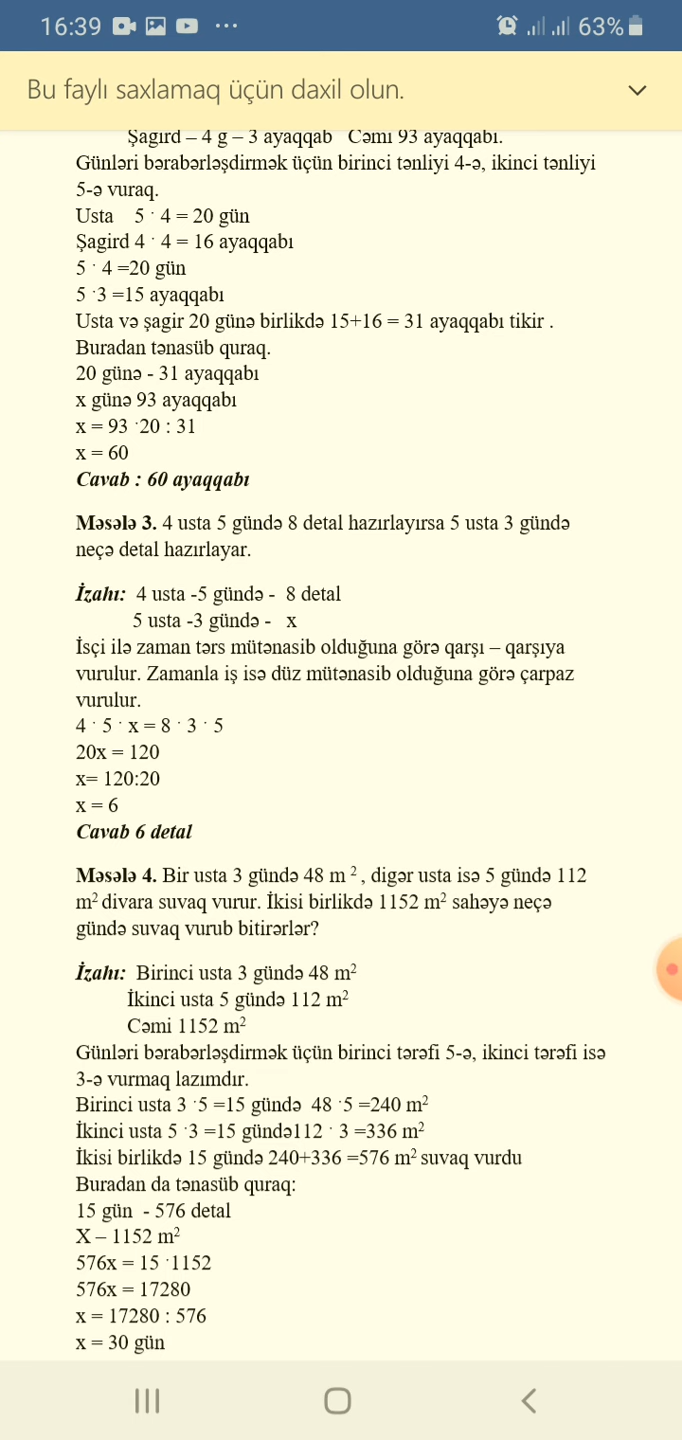 16:39
63%
Bu faylı saxlamaq üçün daxil olun.
Şagird – 4 g – 3 ayaqqab   Cəmi 93 ayaqqabı.
Günləri bərabərləşdirmək üçün birinci tənliyi 4-ə, ikinci tənliyi
5-ə vuraq.
Usta    5 · 4 = 20 gün
Şagird 4 · 4 = 16 ayaqqabı
5 · 4 =20 gün
5 ·3 =15 ayaqqabı
Usta və şagir 20 günə birlikdə 15+16 = 31 ayaqqabı tikir .
Buradan tənasüb quraq.
20 günə - 31 ayaqqabı
x günə 93 ayaqqabı
x = 93 ·20 : 31
x = 60
Cavab : 60 ayaqqabı
Məsələ 3. 4 usta 5 gündə 8 detal hazırlayırsa 5 usta 3 gündə
neçə detal hazırlayar.
İzahı:  4 usta -5 gündə -  8 detal
5 usta -3 gündə -   x
İsçi ilə zaman tərs mütənasib olduğuna görə qarşı – qarşıya
vurulur. Zamanla iş isə düz mütənasib olduğuna görə çarpaz
vurulur.
4 · 5 · x = 8 · 3 · 5
20x = 120
x= 120:20
x = 6
Cavab 6 detal
Məsələ 4. Bir usta 3 gündə 48 m ² , digər usta isə 5 gündə 112
m² divara suvaq vurur. İkisi birlikdə 1152 m² sahəyə neçə
gündə suvaq vurub bitirərlər?
İzahı:  Birinci usta 3 gündə 48 m²
İkinci usta 5 gündə 112 m²
Cəmi 1152 m²
Günləri bərabərləşdirmək üçün birinci tərəfi 5-ə, ikinci tərəfi isə
3-ə vurmaq lazımdır.
Birinci usta 3 ·5 =15 gündə  48 ·5 =240 m²
İkinci usta 5 ·3 =15 gündə112 · 3 =336 m²
İkisi birlikdə 15 gündə 240+336 =576 m² suvaq vurdu
Buradan da tənasüb quraq:
15 gün  - 576 detal
X – 1152 m²
576x = 15 ·1152
576x = 17280
x = 17280 : 576
x = 30 gün